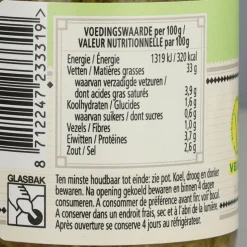 VOEDINGSWAARDE per 100g /
VALEUR NUTRITIONNELLE par 100g
Energie / Énergie 1319 kJ / 320 kcal
Vetten / Matières grasses 33 g
waarvan verzadigde vetzuren /
dont acides gras saturés 3,9 g
Koolhydraten / Glucides 1,6 g
waarvan suikers / dont sucres 0,6 g
Vezels / Fibres 1,0 g
Eiwitten / Protéines 3,7 g
Zout / Sel 2,6 g
8 712247 233319 >
GLASBAK
Ten minste houdbaar tot einde: zie pot. Koel, droog en donker
bewaren. Na opening gekoeld bewaren en binnen 4 dagen
consumeren. À consommer de préférence avant fin: voir bocal.
A conserver dans un endroit frais, sec et à l'abri de la lumière.
Après ouverture se conserve 4 jours au réfrigérateur.